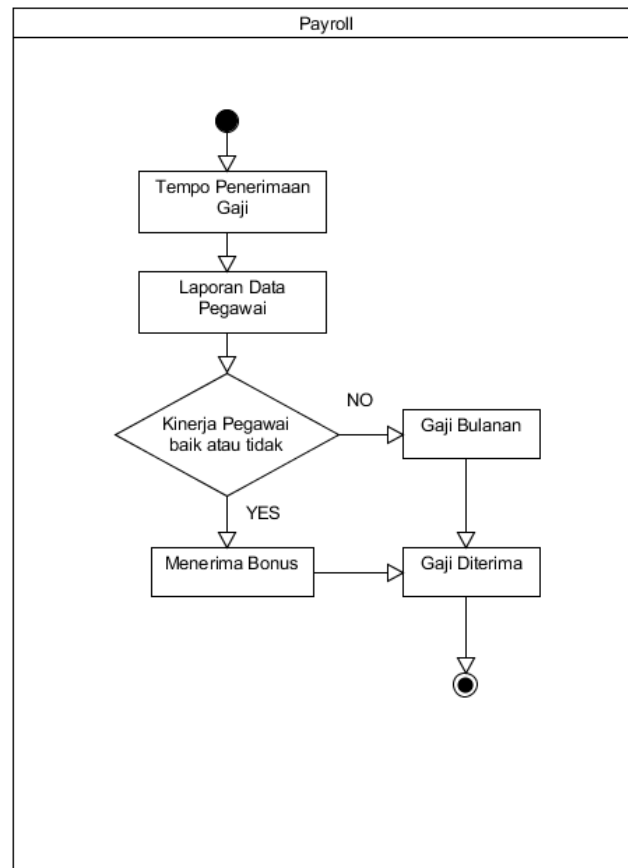 Payroll
Tempo Penerimaan
Gaji
Laporan Data
Pegawai
Kinerja Pegawai
baik atau tidak
NO
Gaji Bulanan
YES
Menerima Bonus
Gaji Diterima